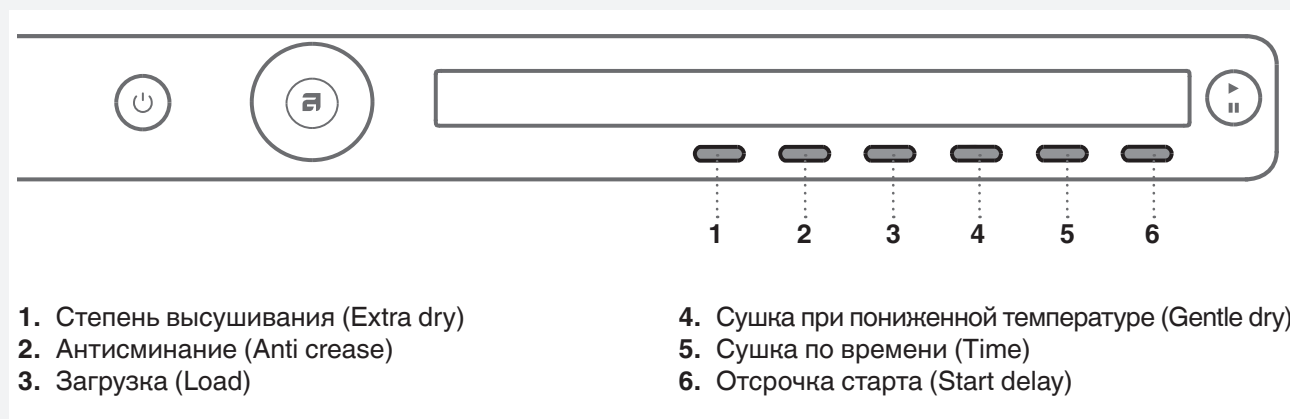 1 2 3 4 5 6
1. Степень высушивания (Extra dry)
2. Антисминание (Anti crease)
3. Загрузка (Load)
4. Сушка при пониженной температуре (Gentle dry)
5. Сушка по времени (Time)
6. Отсрочка старта (Start delay)